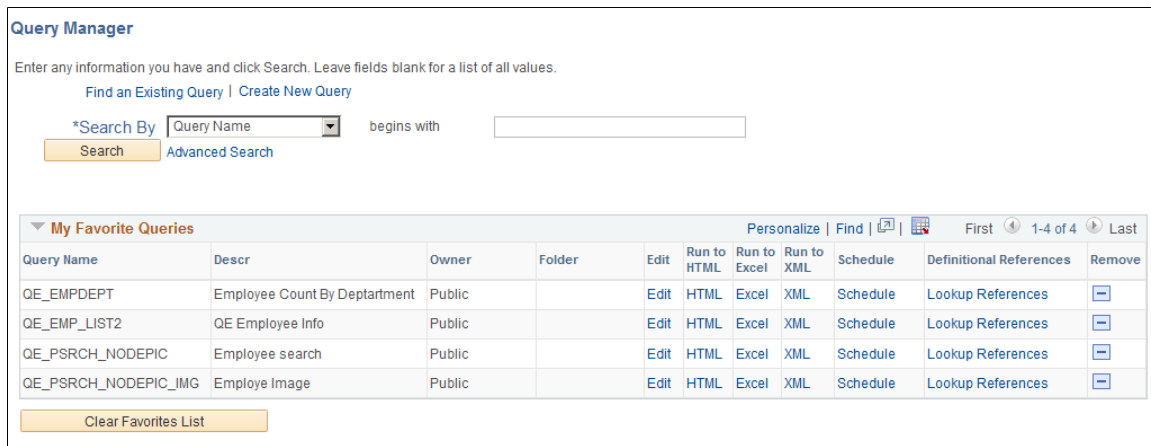 Query Manager
Enter any information you have and click Search. Leave fields blank for a list of all values.
Find an Existing Query | Create New Query
*Search By Query Name begins with
Search Advanced Search
My Favorite Queries Personalize | Find | | First 1-4 of 4 Last
Query Name Descr Owner Folder Edit Run to HTML Run to Excel Run to XML Schedule Definitional References Remove
QE_EMPDEPT Employee Count By Deptartment Public Edit HTML Excel XML Schedule Lookup References
QE_EMP_LIST2 QE Employee Info Public Edit HTML Excel XML Schedule Lookup References
QE_PSRCH_NODEPIC Employee search Public Edit HTML Excel XML Schedule Lookup References
QE_PSRCH_NODEPIC_IMG Employe Image Public Edit HTML Excel XML Schedule Lookup References
Clear Favorites List